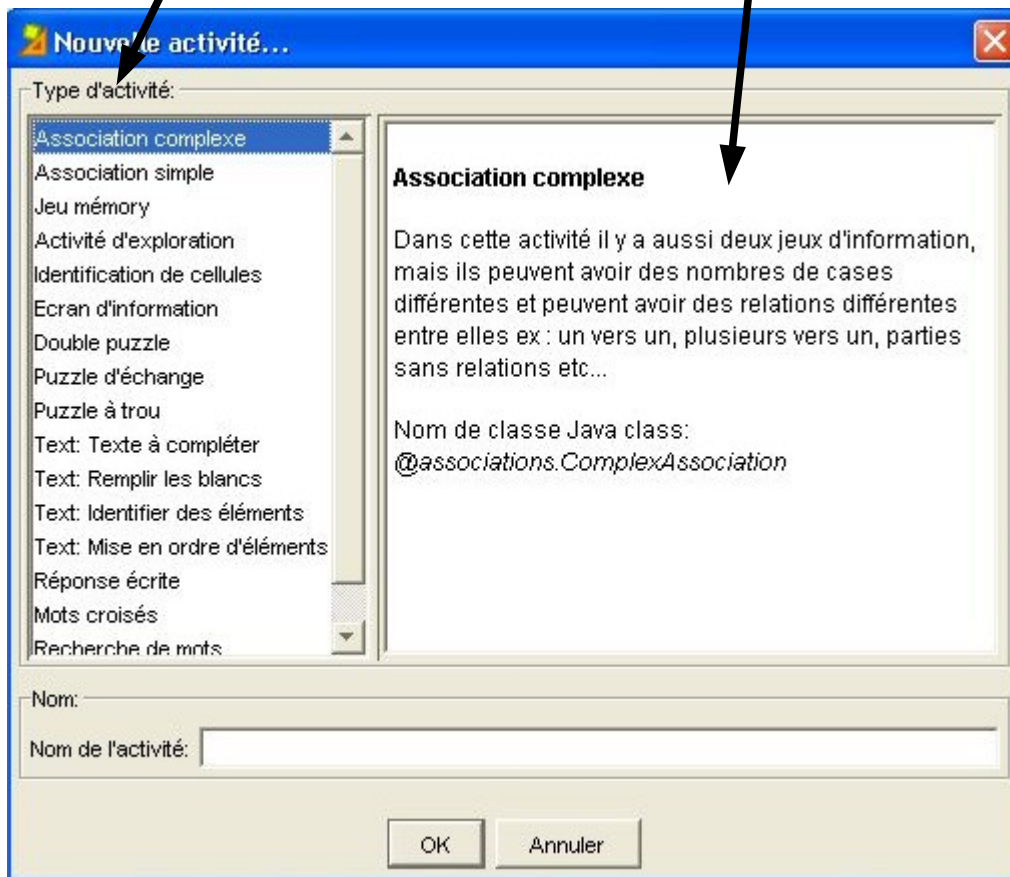 Nouvelle activité...
Type d'activité:
Association complexe
Association simple
Jeu mémory
Activité d'exploration
Identification de cellules
Ecran d'information
Double puzzle
Puzzle d'échange
Puzzle à trou
Text: Texte à compléter
Text: Remplir les blancs
Text: Identifier des éléments
Text: Mise en ordre d'éléments
Réponse écrite
Mots croisés
Recherche de mots
Association complexe
Dans cette activité il y a aussi deux jeux d'information,
mais ils peuvent avoir des nombres de cases
différentes et peuvent avoir des relations différentes
entre elles ex : un vers un, plusieurs vers un, parties
sans relations etc...
Nom de classe Java class:
@associations.ComplexAssociation
Nom:
Nom de l'activité:
OK
Annuler